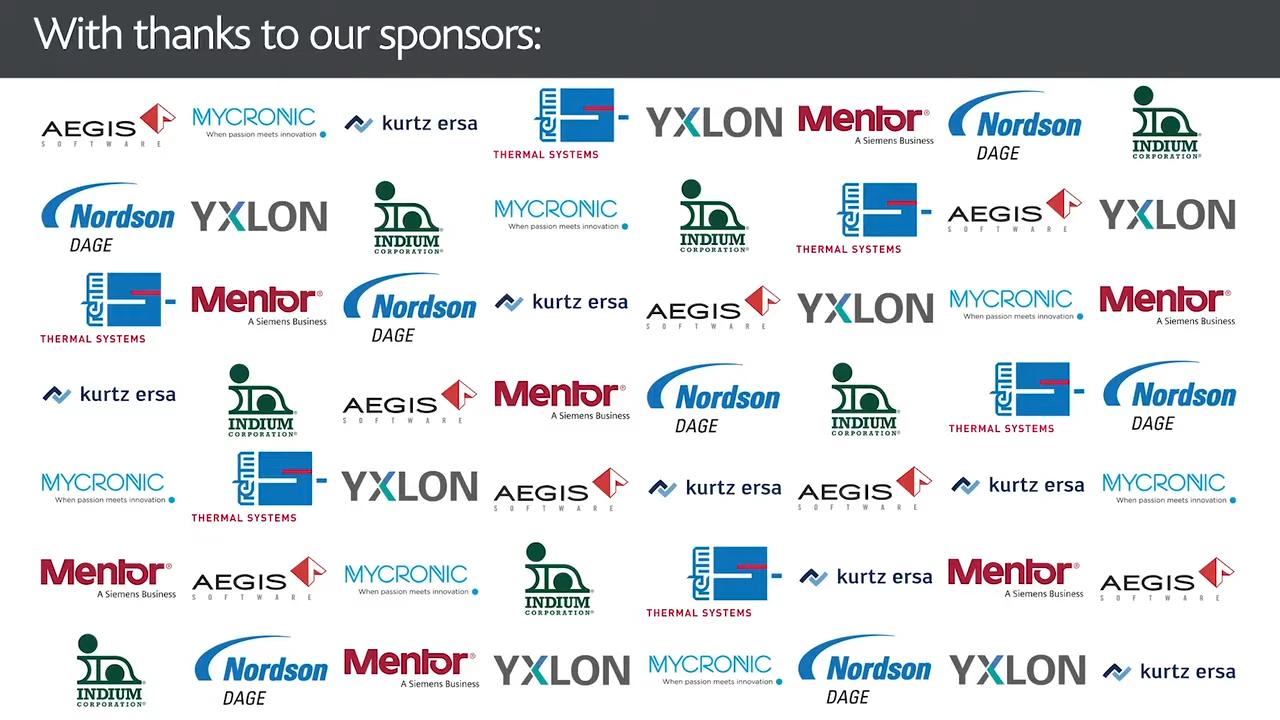 With thanks to our sponsors:
AEGIS
SOFTWARE
MYCRONIC
When passion meets innovation
kurtz ersa
rehm
THERMAL SYSTEMS
YXLON
Mentor®
A Siemens Business
Nordson
DAGE
INDIUM
CORPORATION®
Nordson
DAGE
YXLON
INDIUM
CORPORATION®
MYCRONIC
When passion meets innovation
INDIUM
CORPORATION®
rehm
THERMAL SYSTEMS
AEGIS
SOFTWARE
YXLON
rehm
THERMAL SYSTEMS
Mentor®
A Siemens Business
Nordson
DAGE
kurtz ersa
AEGIS
SOFTWARE
YXLON
MYCRONIC
When passion meets innovation
Mentor®
A Siemens Business
kurtz ersa
INDIUM
CORPORATION®
AEGIS
SOFTWARE
Mentor®
A Siemens Business
Nordson
DAGE
INDIUM
CORPORATION®
rehm
THERMAL SYSTEMS
Nordson
DAGE
MYCRONIC
When passion meets innovation
rehm
THERMAL SYSTEMS
YXLON
AEGIS
SOFTWARE
kurtz ersa
AEGIS
SOFTWARE
kurtz ersa
MYCRONIC
When passion meets innovation
Mentor®
A Siemens Business
AEGIS
SOFTWARE
MYCRONIC
When passion meets innovation
INDIUM
CORPORATION®
rehm
THERMAL SYSTEMS
kurtz ersa
Mentor®
A Siemens Business
AEGIS
SOFTWARE
INDIUM
CORPORATION®
Nordson
DAGE
Mentor®
A Siemens Business
YXLON
MYCRONIC
When passion meets innovation
Nordson
DAGE
YXLON
kurtz ersa